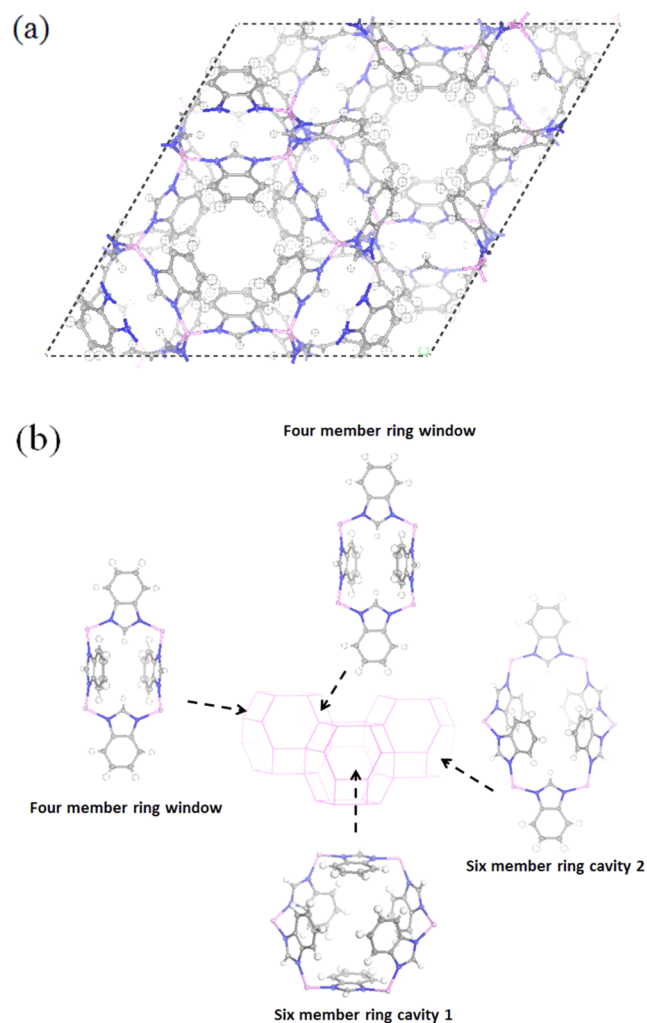 (a)
(b)
Four member ring window
Four member ring window
Six member ring cavity 2
Six member ring cavity 1